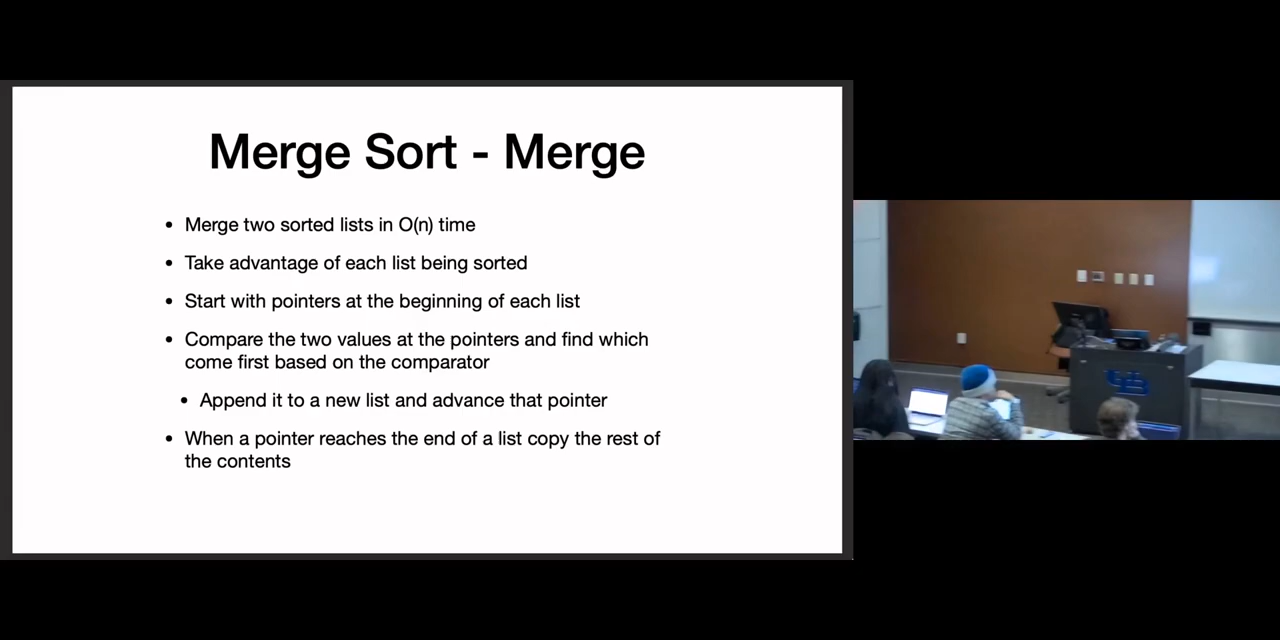 Merge Sort - Merge
• Merge two sorted lists in O(n) time
• Take advantage of each list being sorted
• Start with pointers at the beginning of each list
• Compare the two values at the pointers and find which
come first based on the comparator
• Append it to a new list and advance that pointer
• When a pointer reaches the end of a list copy the rest of
the contents